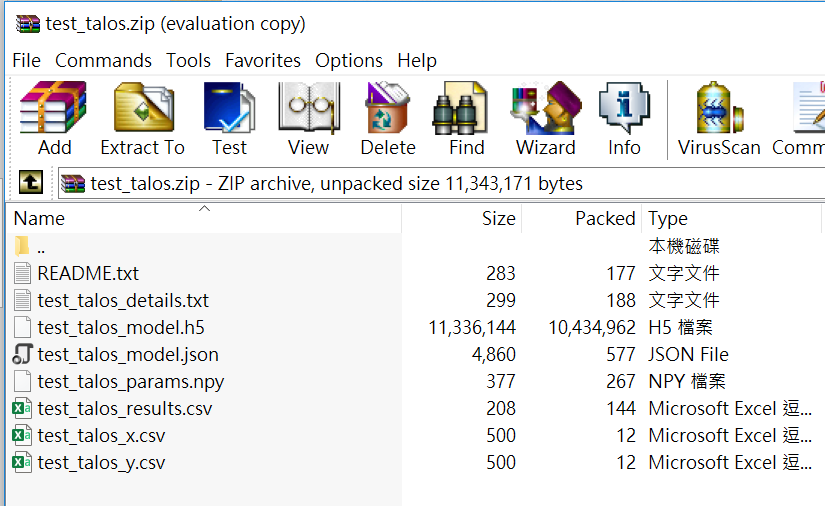 test_talos.zip (evaluation copy)
File Commands Tools Favorites Options Help
Add Extract To Test View Delete Find Wizard Info VirusScan Comm
test_talos.zip - ZIP archive, unpacked size 11,343,171 bytes
Name Size Packed Type
.. 本機磁碟
README.txt 283 177 文字文件
test_talos_details.txt 299 188 文字文件
test_talos_model.h5 11,336,144 10,434,962 H5 檔案
test_talos_model.json 4,860 577 JSON File
test_talos_params.npy 377 267 NPY 檔案
test_talos_results.csv 208 144 Microsoft Excel 逗...
test_talos_x.csv 500 12 Microsoft Excel 逗...
test_talos_y.csv 500 12 Microsoft Excel 逗...